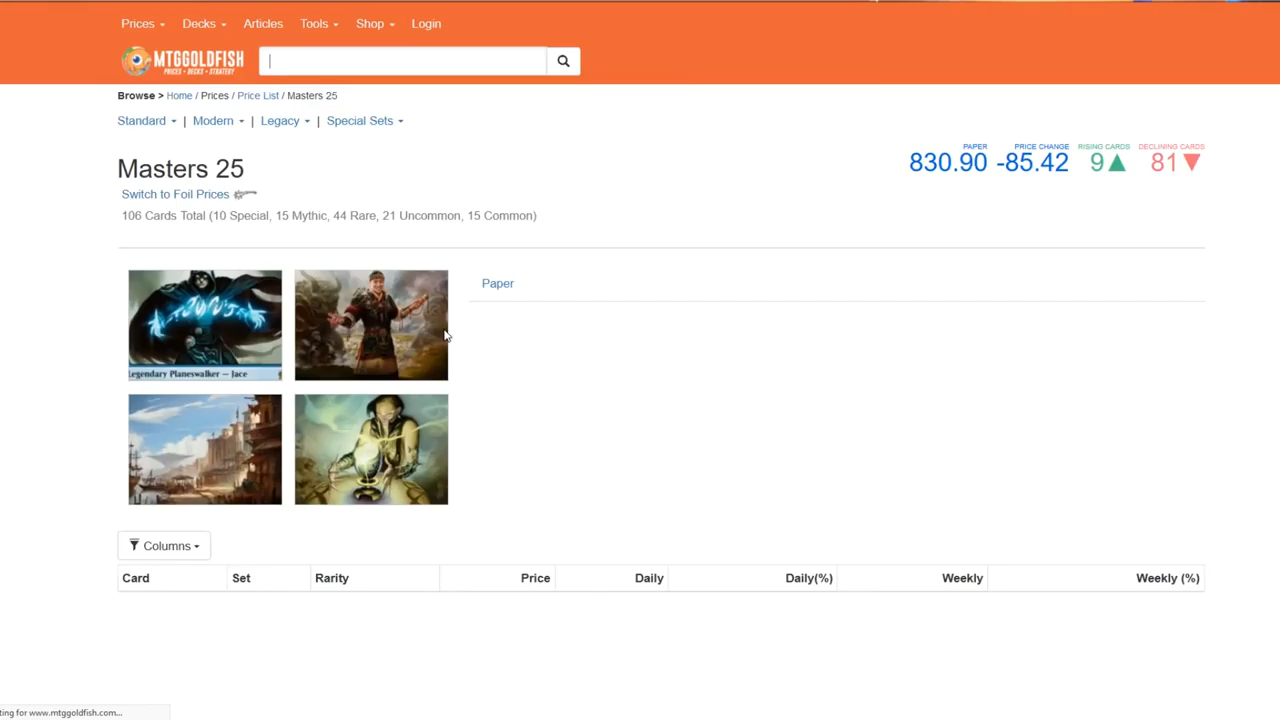 Prices Decks Articles Tools Shop Login
MTGGOLDFISH
PRICES • DECKS • STRATEGY
Browse > Home / Prices / Price List / Masters 25
Standard | Modern | Legacy | Special Sets
PAPER PRICE CHANGE RISING CARDS DECLINING CARDS
830.90 -85.42 9 81
Masters 25
Switch to Foil Prices
106 Cards Total (10 Special, 15 Mythic, 44 Rare, 21 Uncommon, 15 Common)
Paper
Legendary Planeswalker — Jace
Columns
Card Set Rarity Price Daily Daily(%) Weekly Weekly (%)
ting for www.mtggoldfish.com...